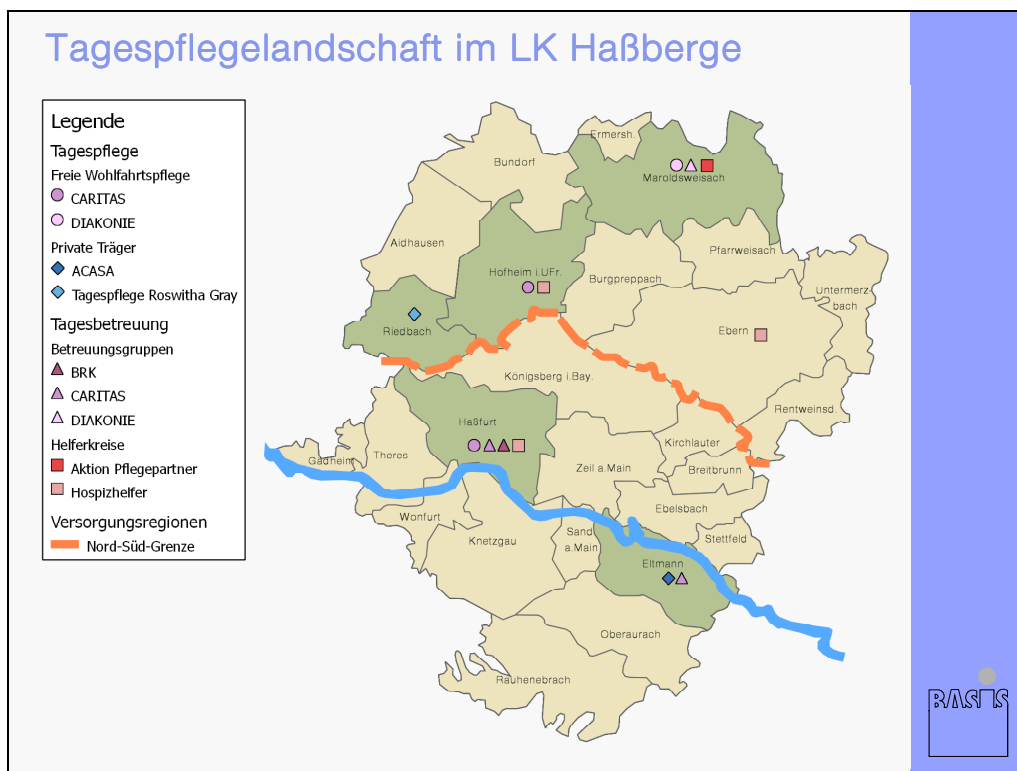 Tagespflegelandschaft im LK Haßberge
Legende
Tagespflege
Freie Wohlfahrtspflege
CARITAS
DIAKONIE
Private Träger
ACASA
Tagespflege Roswitha Gray
Tagesbetreuung
Betreuungsgruppen
BRK
CARITAS
DIAKONIE
Helferkreise
Aktion Pflegepartner
Hospizhelfer
Versorgungsregionen
Nord-Süd-Grenze
Ermersh.
Bundorf
Maroldsweisach
Aidhausen
Pfarrweisach
Hofheim i.UFr.
Burgpreppach
Untermerz-
bach
Riedbach
Ebern
Königsberg i.Bay.
Rentweinsd.
Haßfurt
Kirchlauter
Thoros
Gädheim
Zeil a.Main
Breitbrunn
Ebelsbach
Wonfurt
Sand
a.Main
Stettfeld
Knetzgau
Eltmann
Oberaurach
Rauhenebrach
BASIS